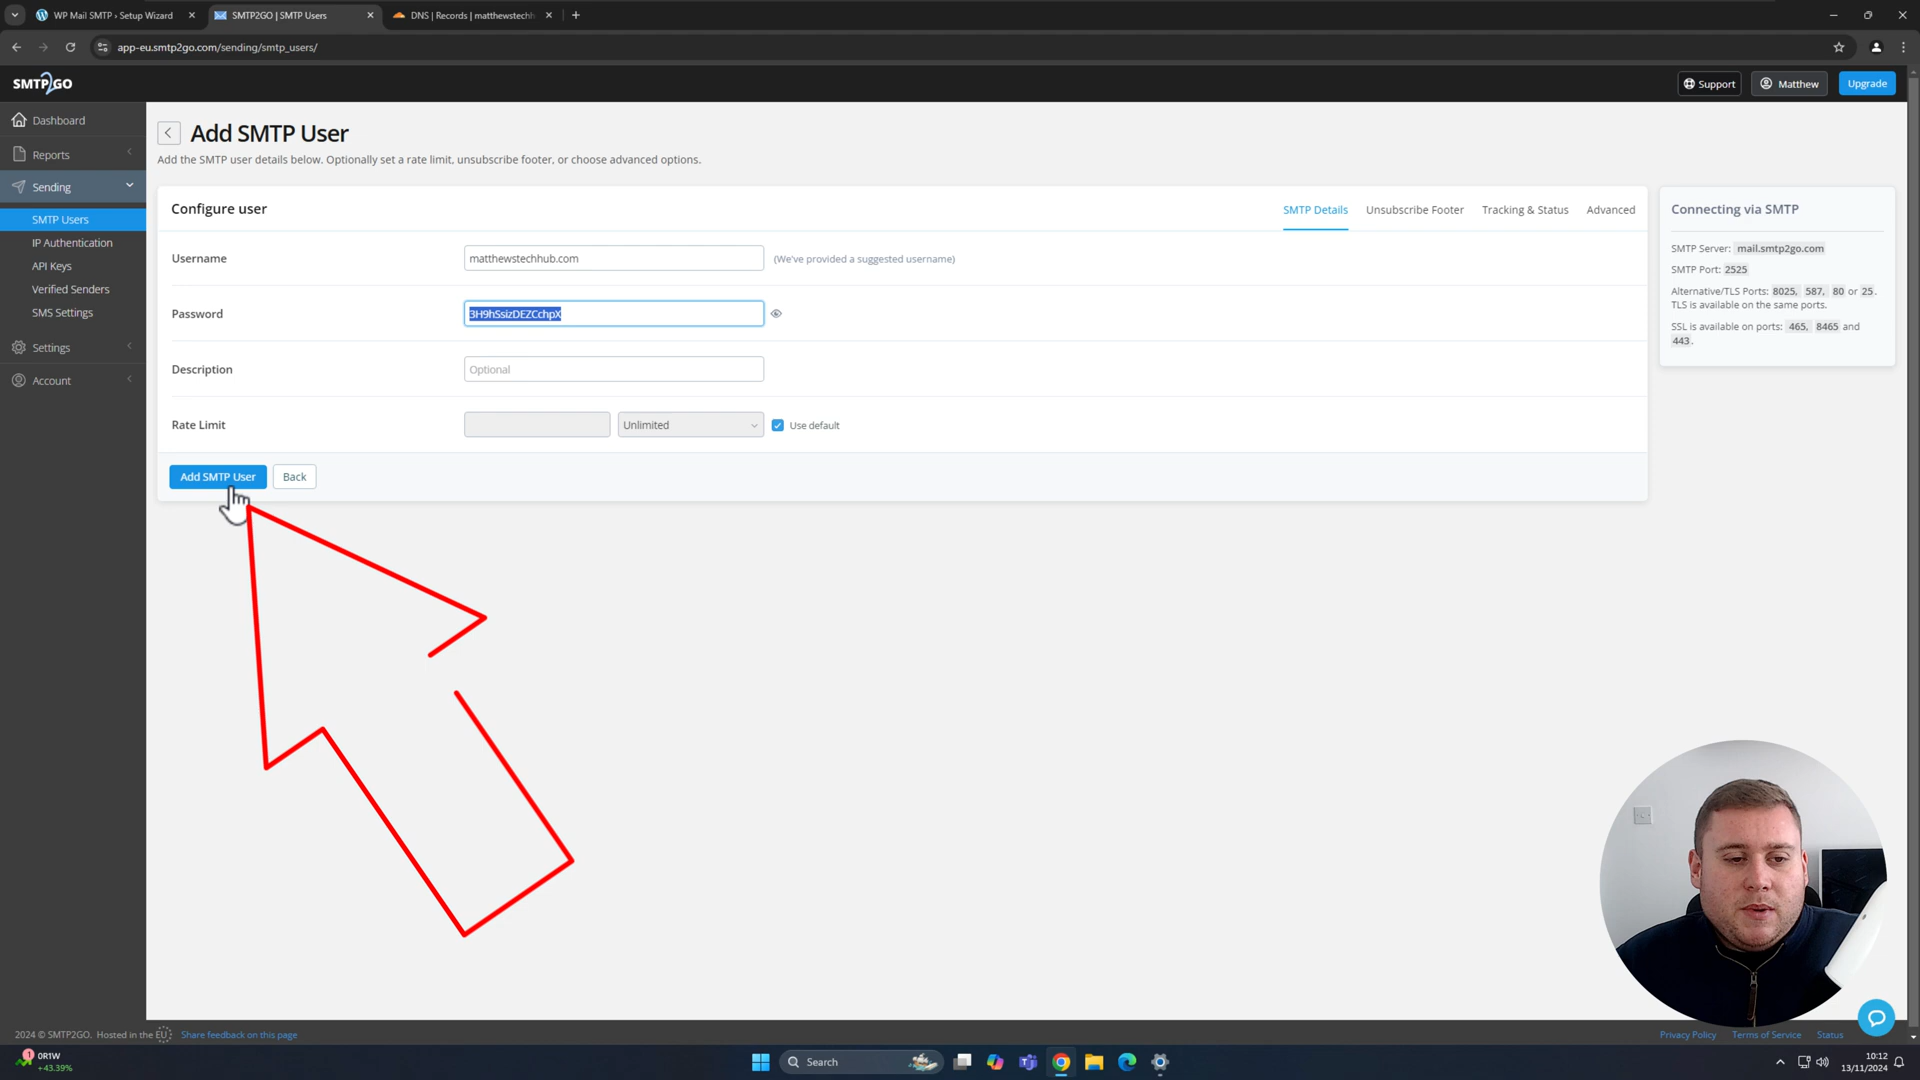 WP Mail SMTP › Setup Wizard
SMTP2GO | SMTP Users
DNS | Records | matthewstechh
app-eu.smtp2go.com/sending/smtp_users/
SMTP2GO
Support
Matthew
Upgrade
Dashboard
Reports
Sending
SMTP Users
IP Authentication
API Keys
Verified Senders
SMS Settings
Settings
Account
Add SMTP User
Add the SMTP user details below. Optionally set a rate limit, unsubscribe footer, or choose advanced options.
Configure user
SMTP Details
Unsubscribe Footer
Tracking & Status
Advanced
Username
matthewstechhub.com
(We've provided a suggested username)
Password
3H9hSsizDEZCchpX
Description
Optional
Rate Limit
Unlimited
Use default
Add SMTP User
Back
Connecting via SMTP
SMTP Server: mail.smtp2go.com
SMTP Port: 2525
Alternative/TLS Ports: 8025, 587, 80 or 25.
TLS is available on the same ports.
SSL is available on ports: 465, 8465 and
443.
2024 © SMTP2GO. Hosted in the EU
Share feedback on this page
Privacy Policy
Terms of Service
Status
1
0R1W
+43.39%
Search
10:12
13/11/2024